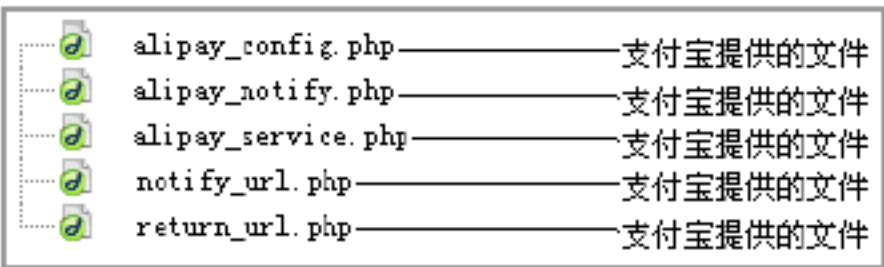 alipay_config.php 支付宝提供的文件
alipay_notify.php 支付宝提供的文件
alipay_service.php 支付宝提供的文件
notify_url.php 支付宝提供的文件
return_url.php 支付宝提供的文件